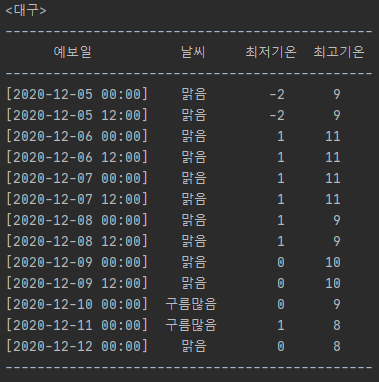 <대구>
------------------------------------------------
예보일 날씨 최저기온 최고기온
------------------------------------------------
[2020-12-05 00:00] 맑음 -2 9
[2020-12-05 12:00] 맑음 -2 9
[2020-12-06 00:00] 맑음 1 11
[2020-12-06 12:00] 맑음 1 11
[2020-12-07 00:00] 맑음 1 11
[2020-12-07 12:00] 맑음 1 11
[2020-12-08 00:00] 맑음 1 9
[2020-12-08 12:00] 맑음 1 9
[2020-12-09 00:00] 맑음 0 10
[2020-12-09 12:00] 맑음 0 10
[2020-12-10 00:00] 구름많음 0 9
[2020-12-11 00:00] 구름많음 1 8
[2020-12-12 00:00] 맑음 0 8
------------------------------------------------